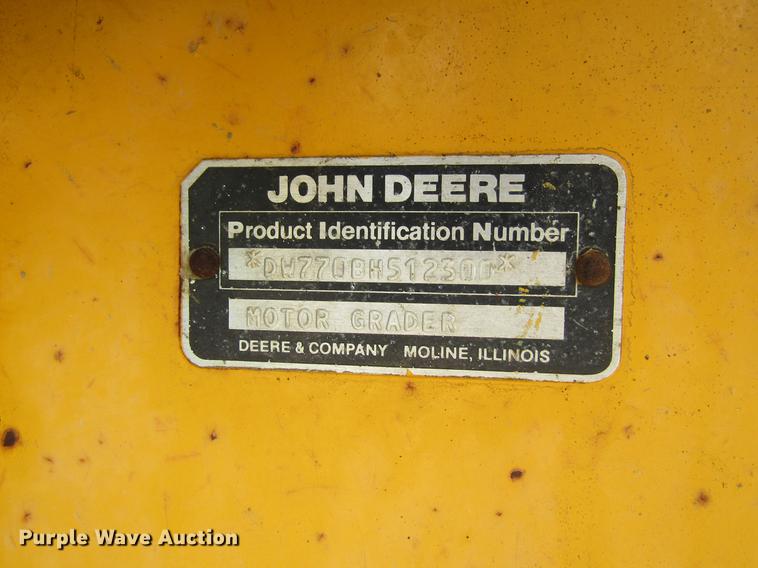 JOHN DEERE
Product Identification Number
*DW770BH512300*
MOTOR GRADER
DEERE & COMPANY MOLINE, ILLINOIS
Purple Wave Auction